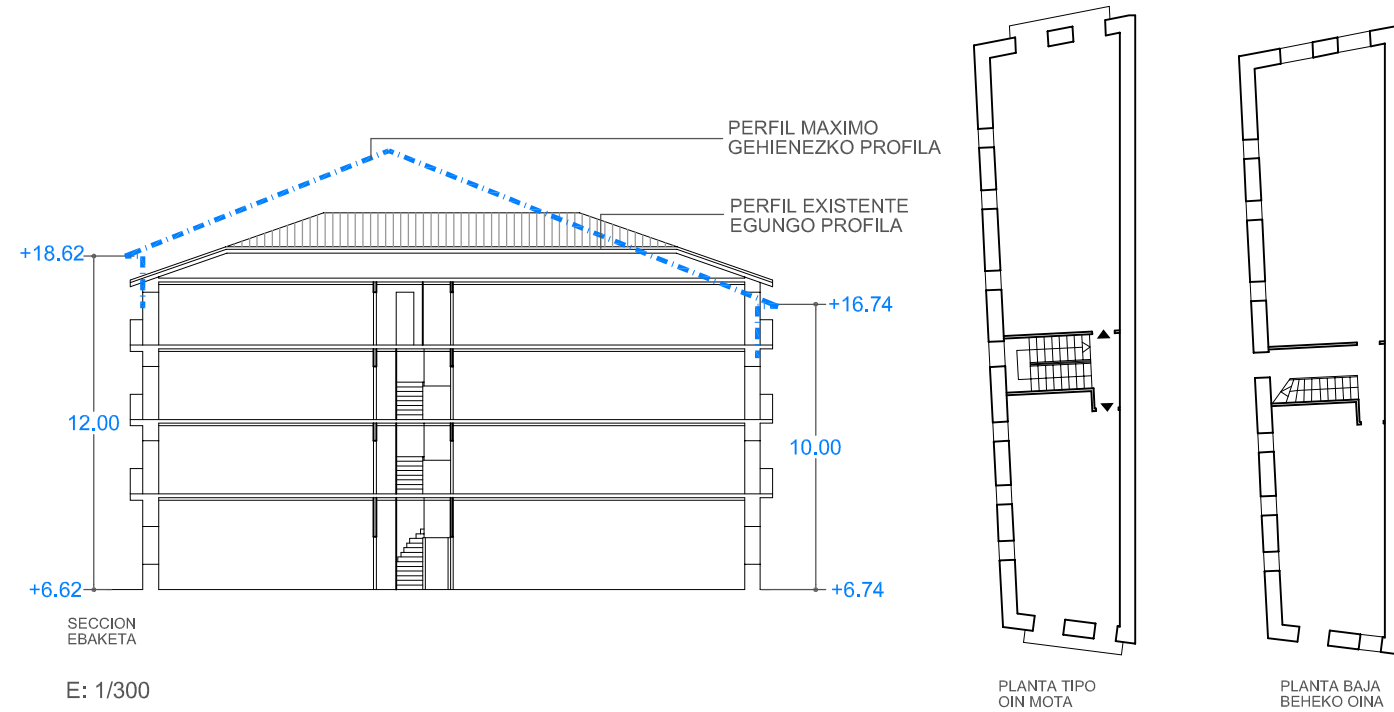 PERFIL MAXIMO
GEHIENEZKO PROFILA
PERFIL EXISTENTE
EGUNGO PROFILA
+18.62
+16.74
12.00
10.00
+6.62
+6.74
SECCION
EBAKETA
E: 1/300
PLANTA TIPO
OIN MOTA
PLANTA BAJA
BEHEKO OINA